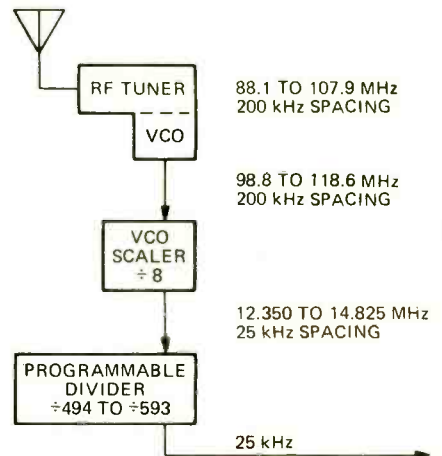 RF TUNER
VCO
88.1 TO 107.9 MHz
200 kHz SPACING
98.8 TO 118.6 MHz
200 kHz SPACING
VCO
SCALER
÷8
12.350 TO 14.825 MHz
25 kHz SPACING
PROGRAMMABLE
DIVIDER
÷494 TO ÷593
25 kHz